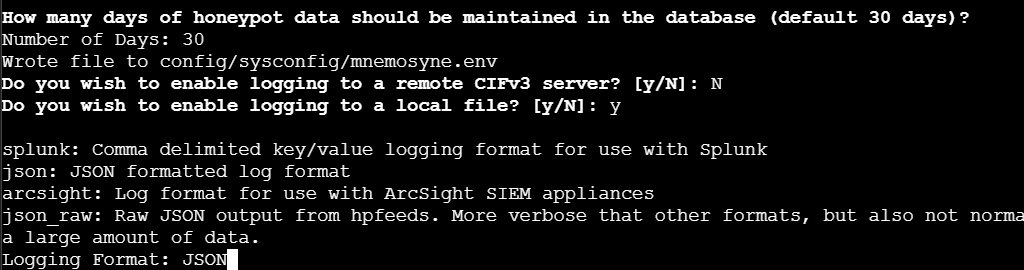 How many days of honeypot data should be maintained in the database (default 30 days)?
Number of Days: 30
Wrote file to config/sysconfig/mnemosyne.env
Do you wish to enable logging to a remote CIFv3 server? [y/N]: N
Do you wish to enable logging to a local file? [y/N]: y
splunk: Comma delimited key/value logging format for use with Splunk
json: JSON formatted log format
arcsight: Log format for use with ArcSight SIEM appliances
json_raw: Raw JSON output from hpfeeds. More verbose that other formats, but also not norma
a large amount of data.
Logging Format: JSON